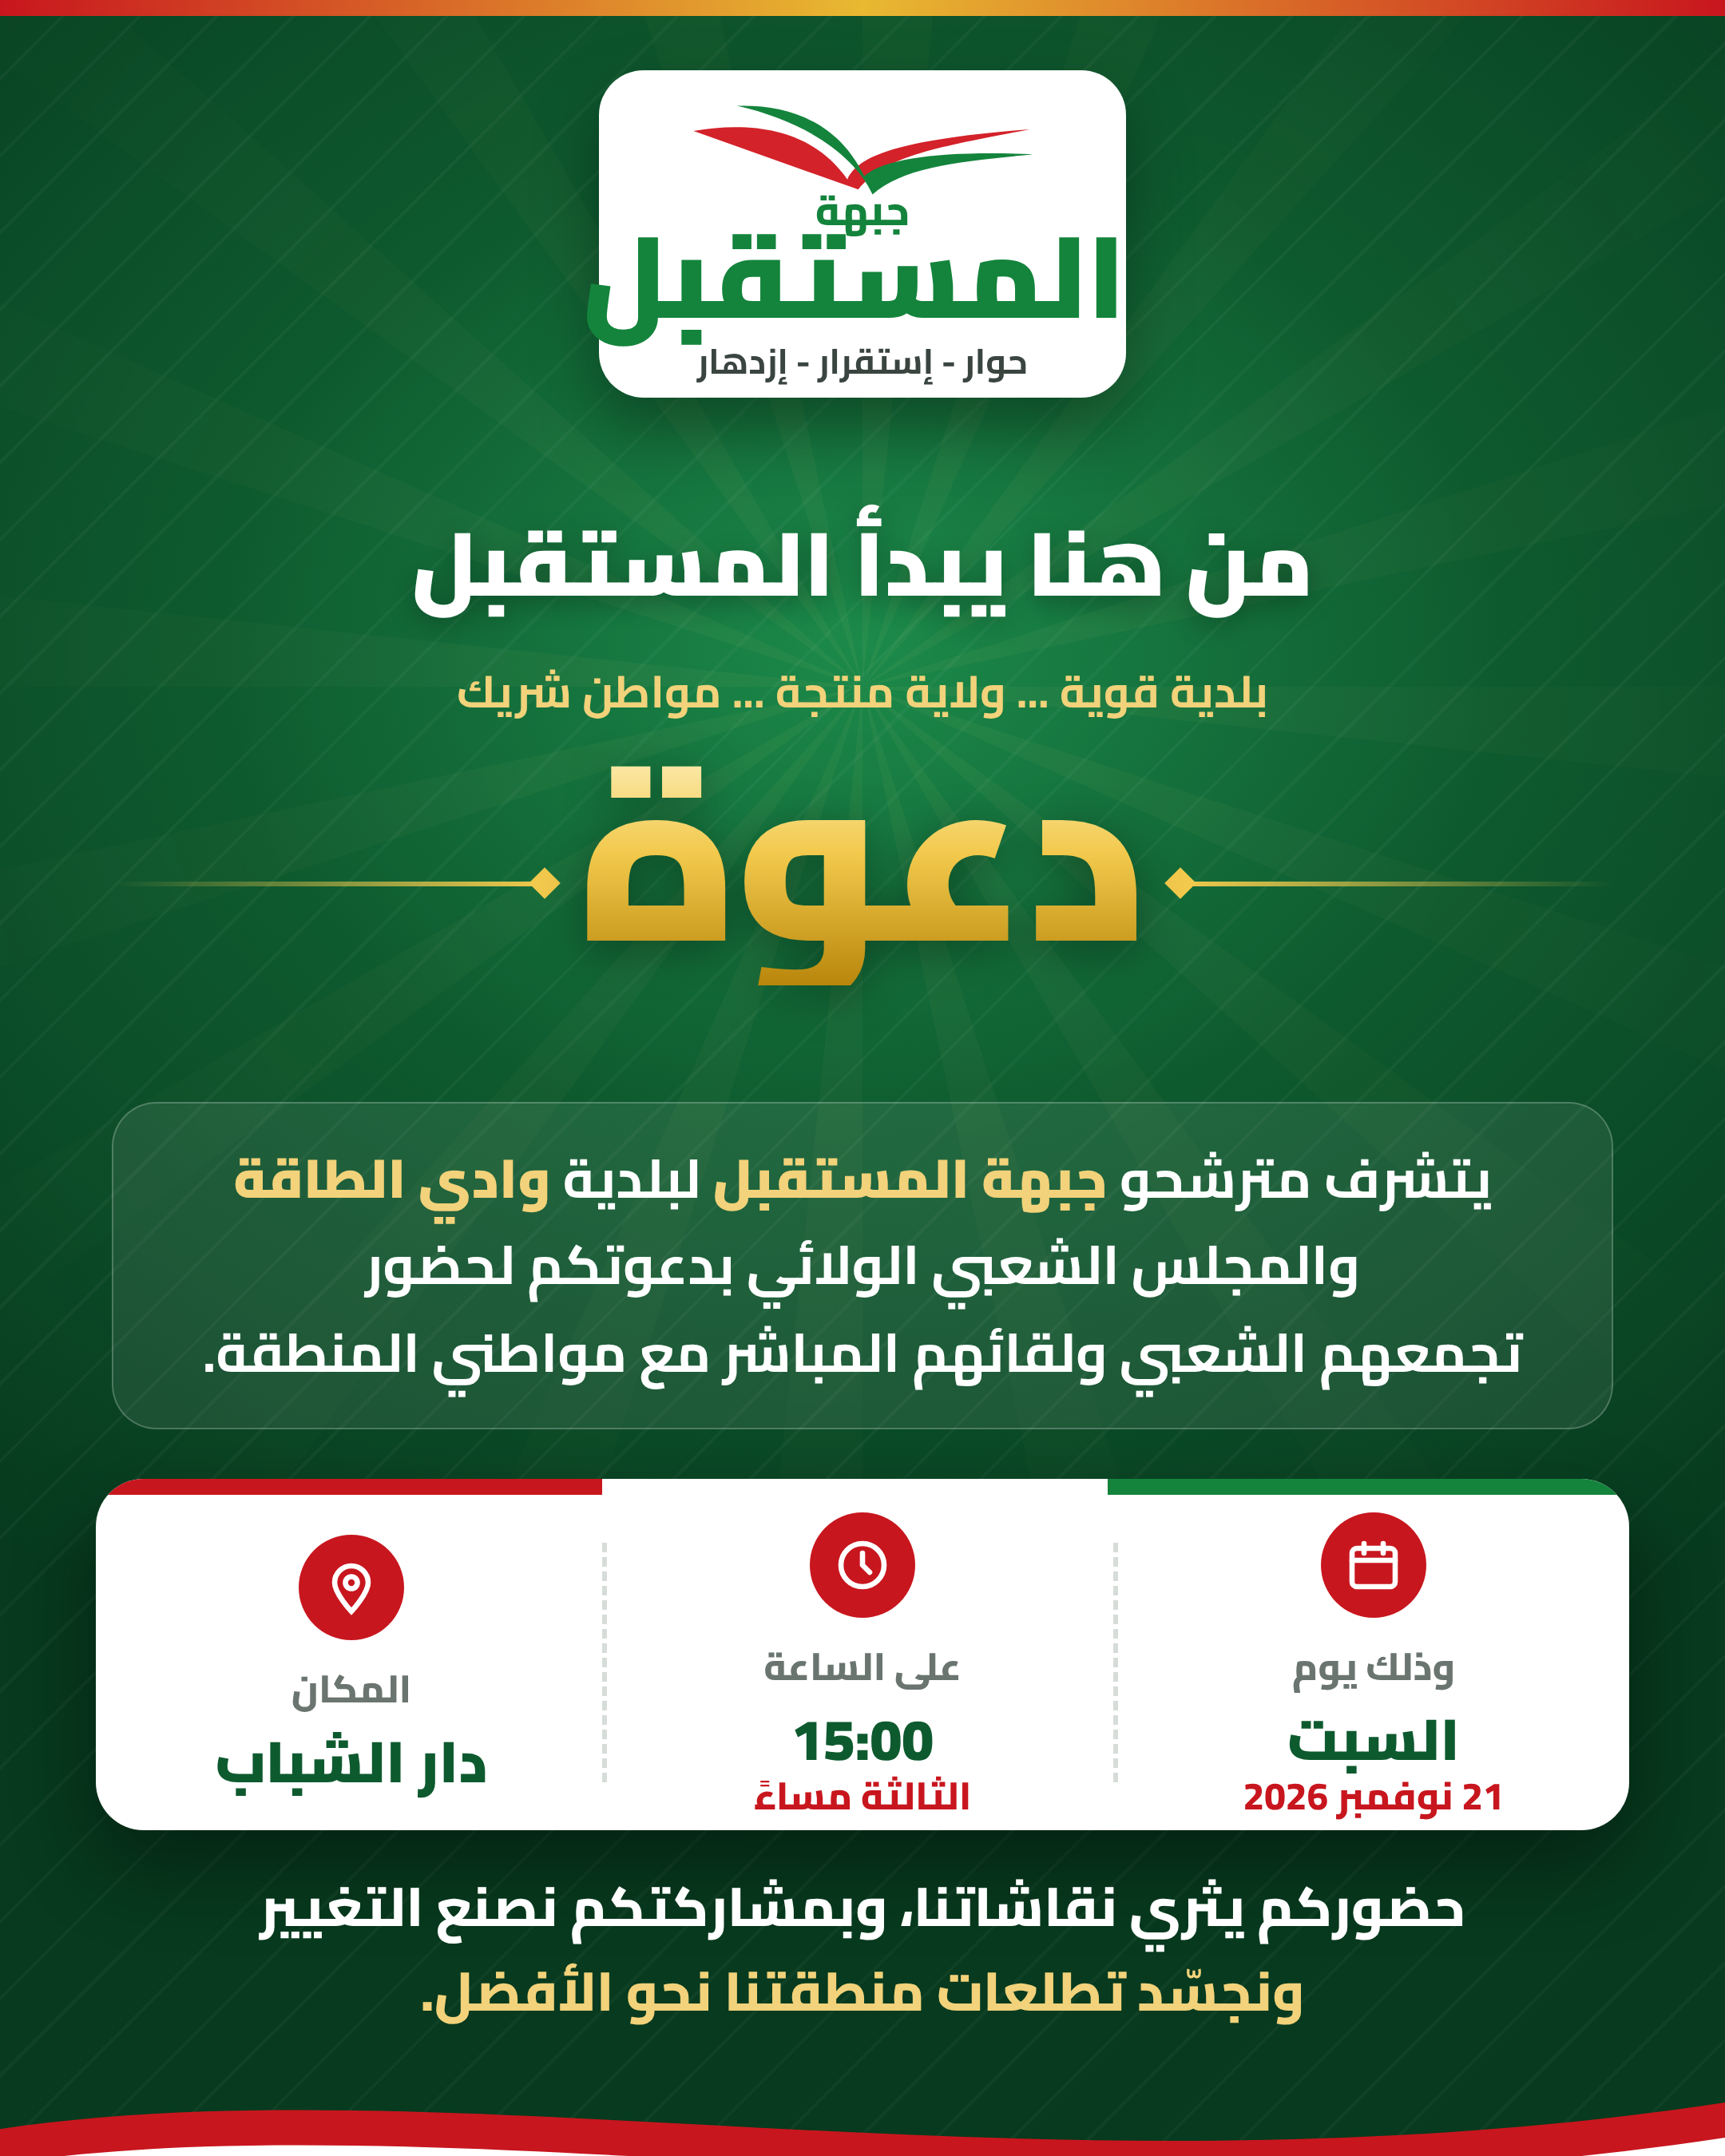 جبهة
المستقبل
حوار - إستقرار - إزدهار
من هنا يبدأ المستقبل
بلدية قوية ... ولاية منتجة ... مواطن شريك
دعوة
يتشرف مترشحو جبهة المستقبل لبلدية وادي الطاقة
والمجلس الشعبي الولائي بدعوتكم لحضور
تجمعهم الشعبي ولقائهم المباشر مع مواطني المنطقة.
وذلك يوم
السبت
21 نوفمبر 2026
على الساعة
15:00
الثالثة مساءً
المكان
دار الشباب
حضوركم يثري نقاشاتنا، وبمشاركتكم نصنع التغيير
ونجسّد تطلعات منطقتنا نحو الأفضل.